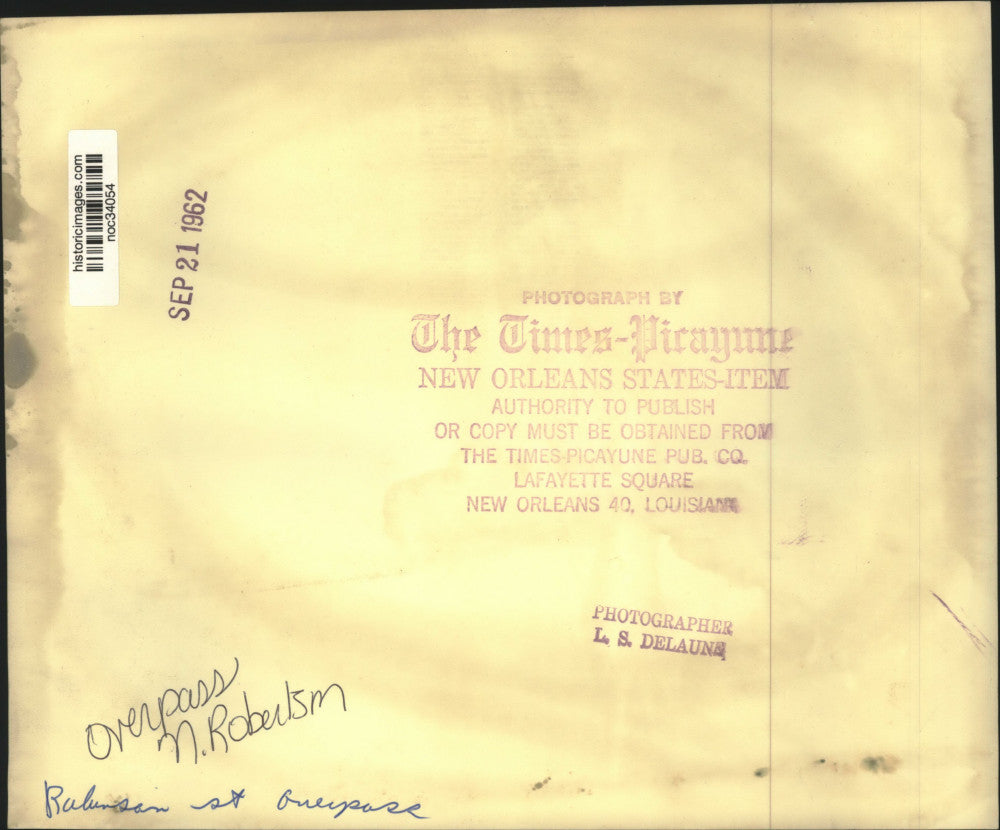 historicimages.com
noc34054
SEP 21 1962
PHOTOGRAPH BY
The Times-Picayune
NEW ORLEANS STATES-ITEM
AUTHORITY TO PUBLISH
OR COPY MUST BE OBTAINED FROM
THE TIMES-PICAYUNE PUB. CO.
LAFAYETTE SQUARE
NEW ORLEANS 40, LOUISIANA
PHOTOGRAPHER
L. S. DELAUNE
Overpass
N. Robertson
st Overpass